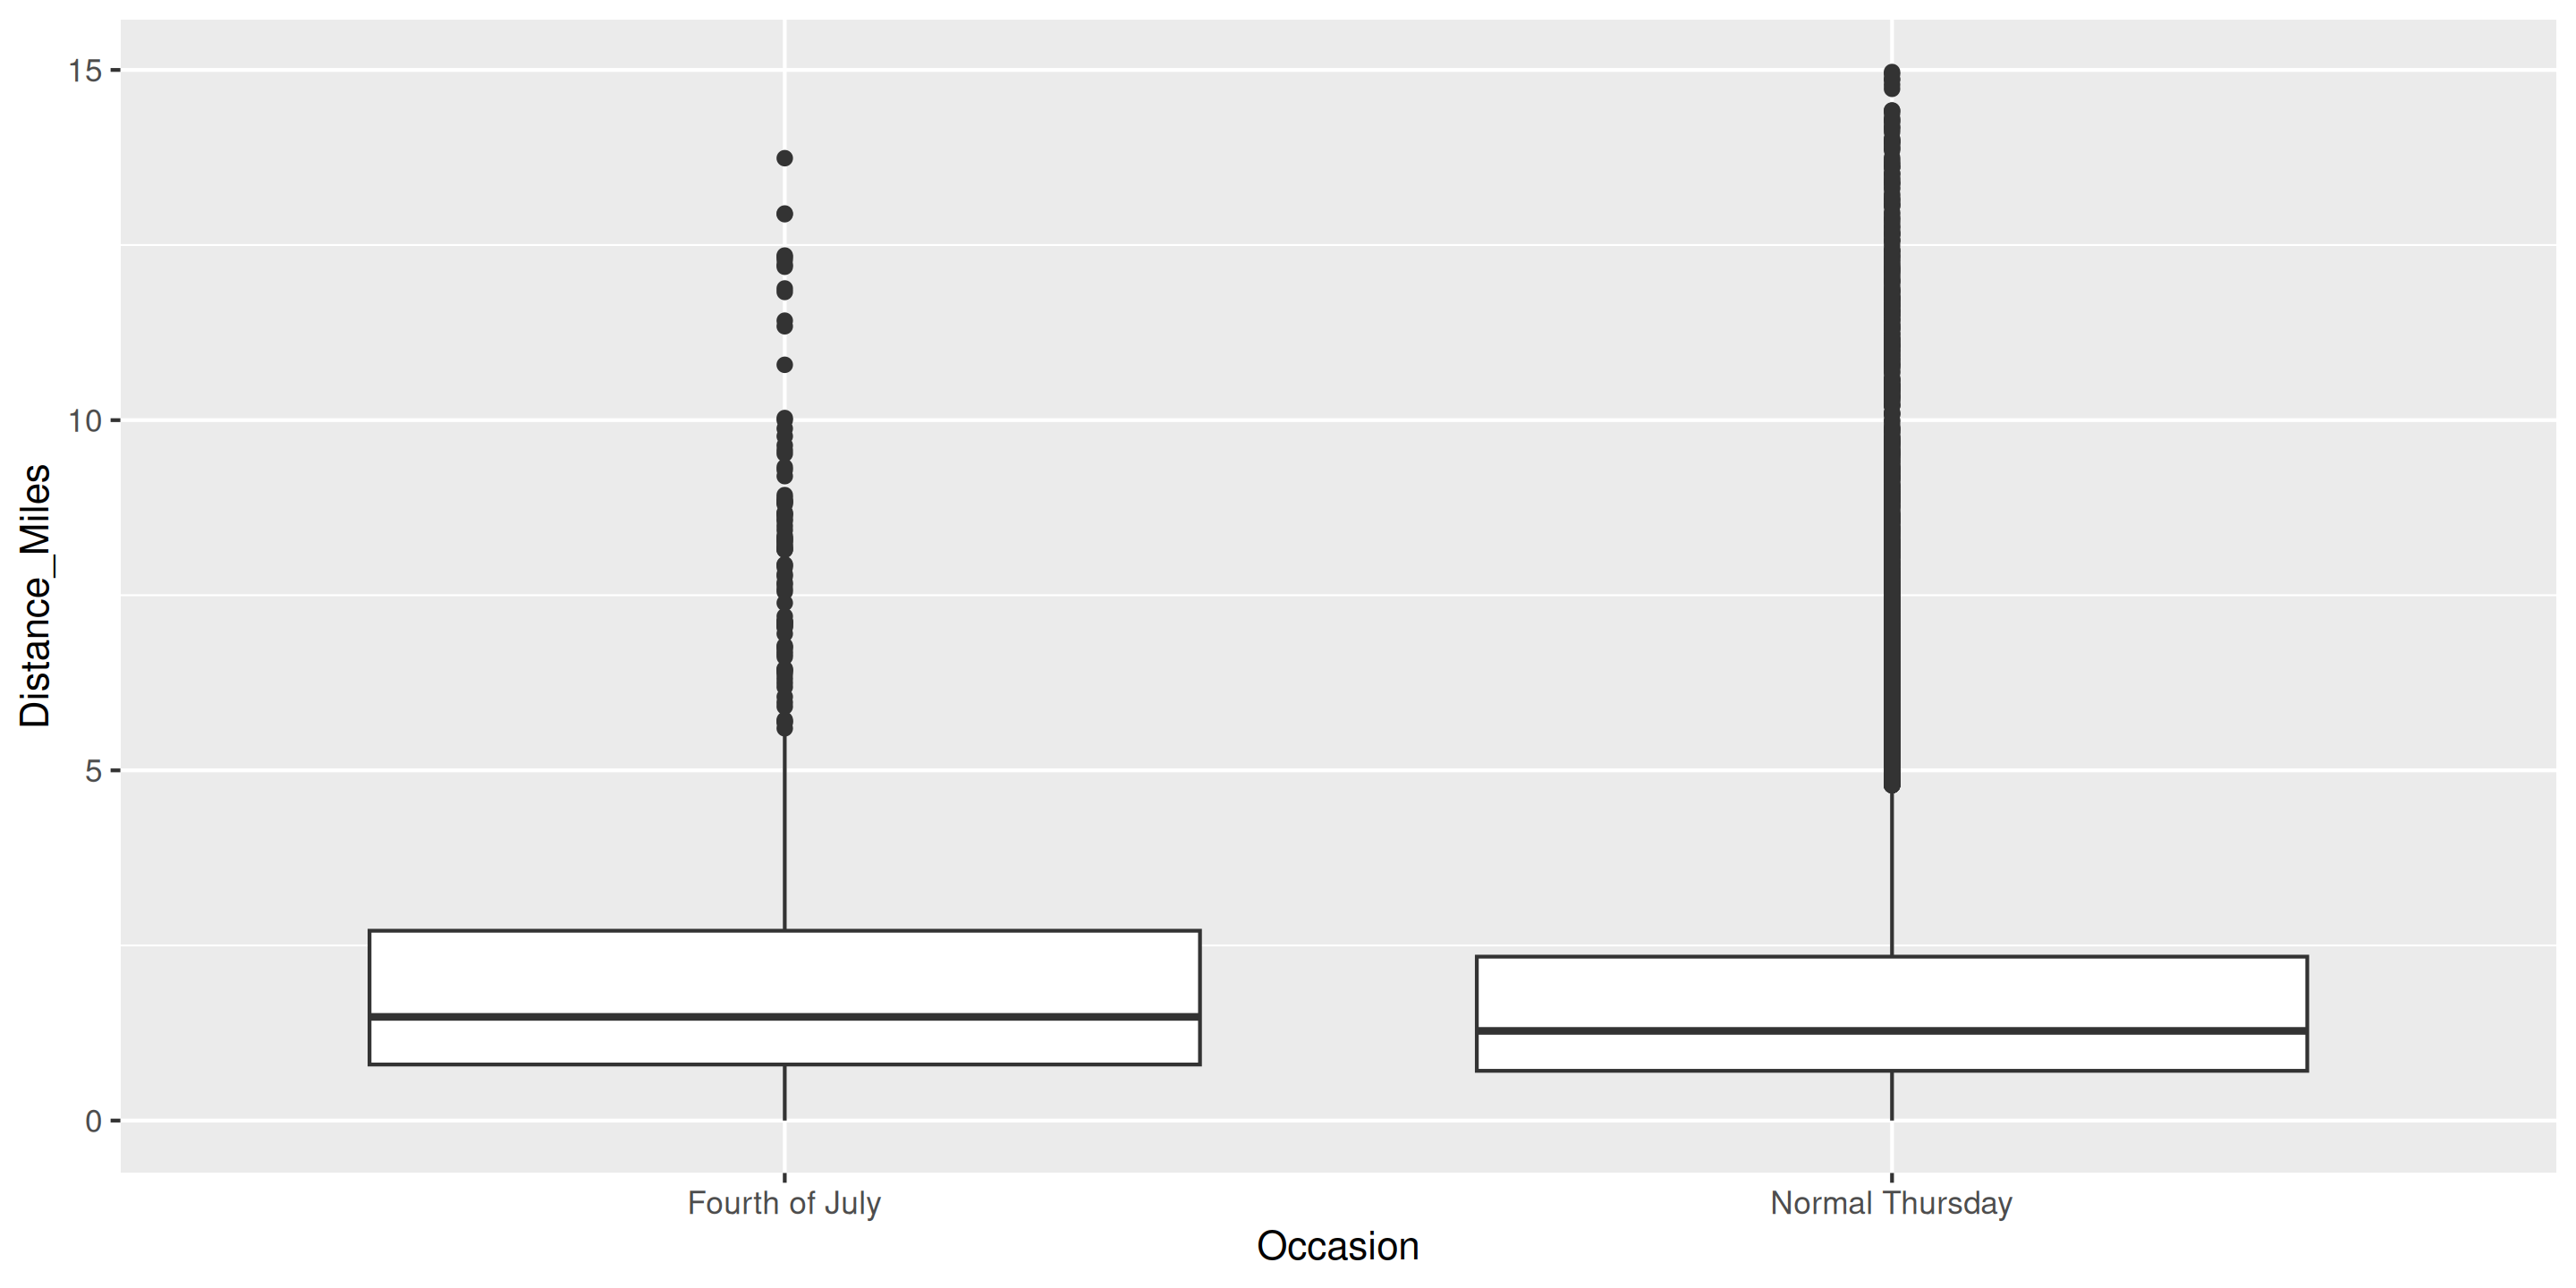 Distance_Miles
15
10
5
0
Fourth of July
Normal Thursday
Occasion